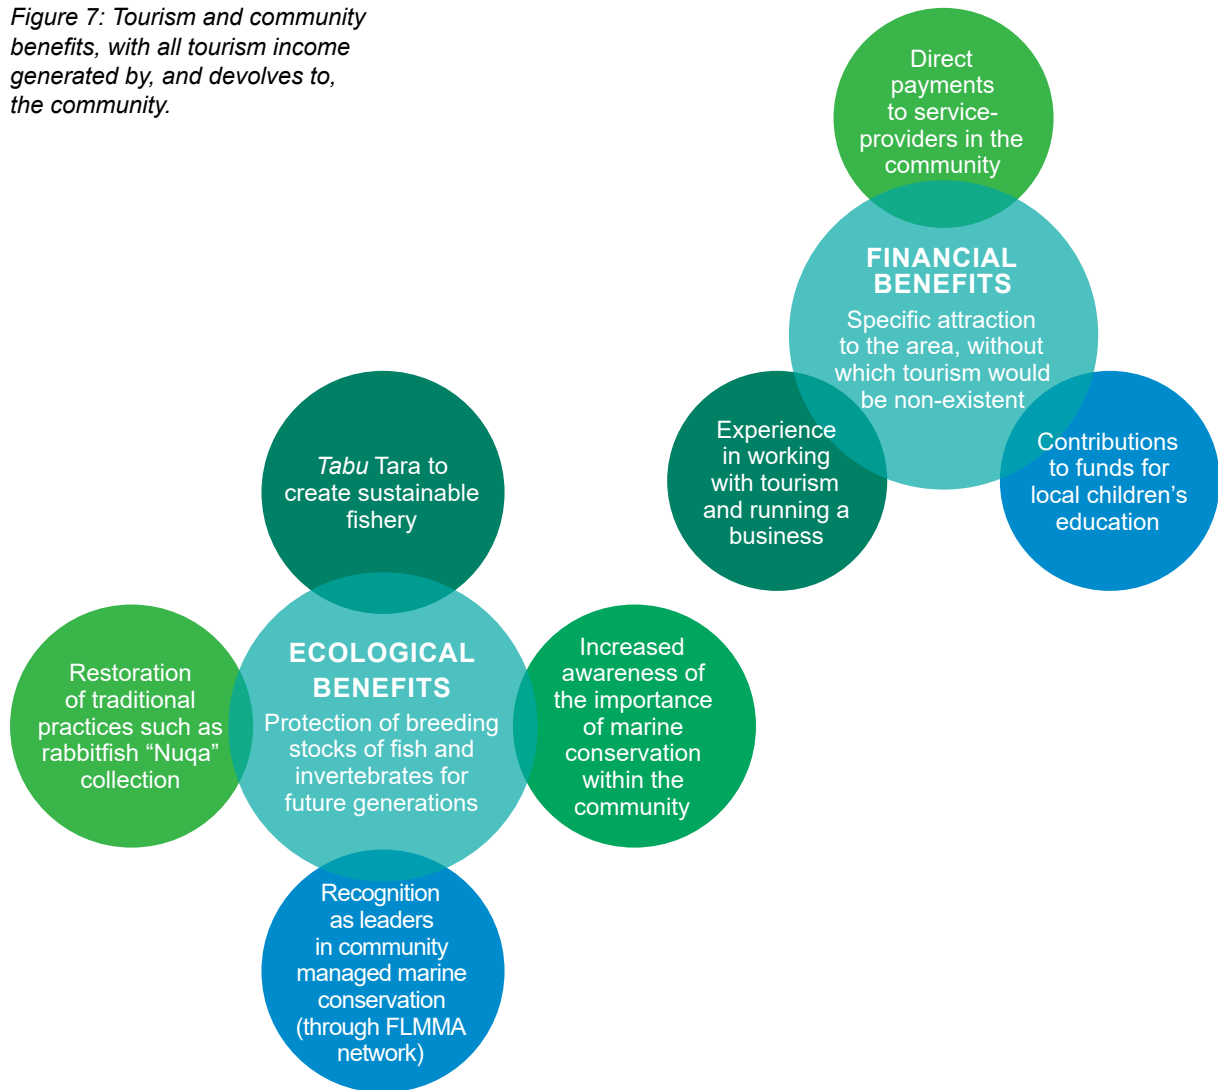 Figure 7: Tourism and community
benefits, with all tourism income
generated by, and devolves to,
the community.
Direct
payments
to service-
providers in the
community
FINANCIAL
BENEFITS
Specific attraction
to the area, without
which tourism would
be non-existent
Experience
in working
with tourism
and running a
business
Contributions
to funds for
local children’s
education
Tabu Tara to
create sustainable
fishery
ECOLOGICAL
BENEFITS
Protection of breeding
stocks of fish and
invertebrates for
future generations
Restoration
of traditional
practices such as
rabbitfish “Nuqa”
collection
Increased
awareness of
the importance
of marine
conservation
within the
community
Recognition
as leaders
in community
managed marine
conservation
(through FLMMA
network)